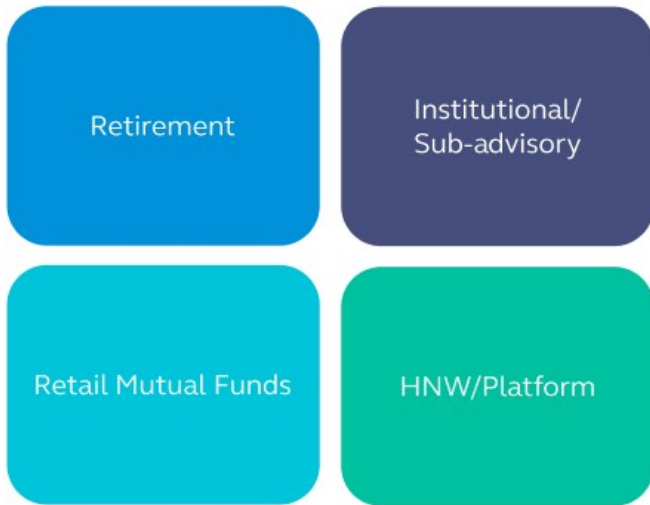 Retirement
Institutional/
Sub-advisory
Retail Mutual Funds
HNW/Platform